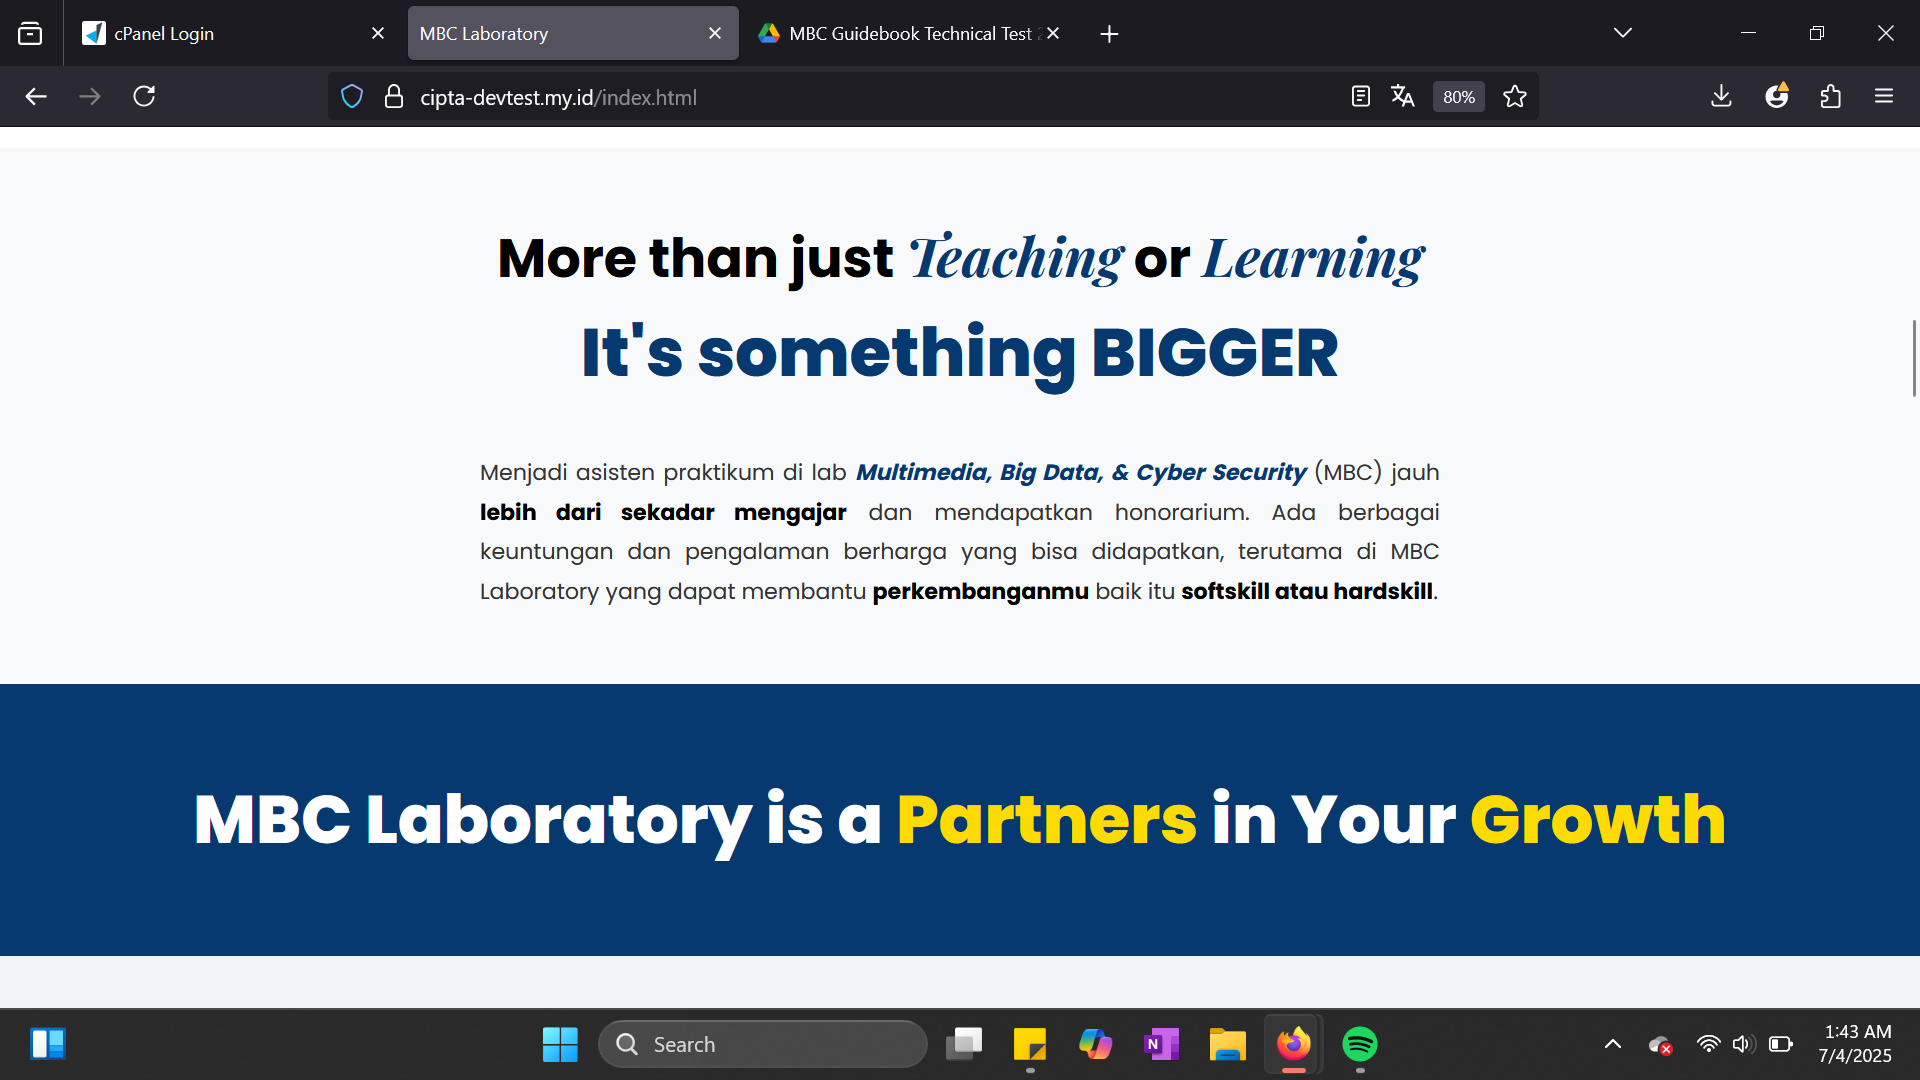 cPanel Login
MBC Laboratory
MBC Guidebook Technical Test
cipta-devtest.my.id/index.html
80%
More than just Teaching or Learning
It's something BIGGER
Menjadi asisten praktikum di lab Multimedia, Big Data, & Cyber Security (MBC) jauh
lebih dari sekadar mengajar dan mendapatkan honorarium. Ada berbagai
keuntungan dan pengalaman berharga yang bisa didapatkan, terutama di MBC
Laboratory yang dapat membantu perkembanganmu baik itu softskill atau hardskill.
MBC Laboratory is a Partners in Your Growth
Search
N
1:43 AM
7/4/2025